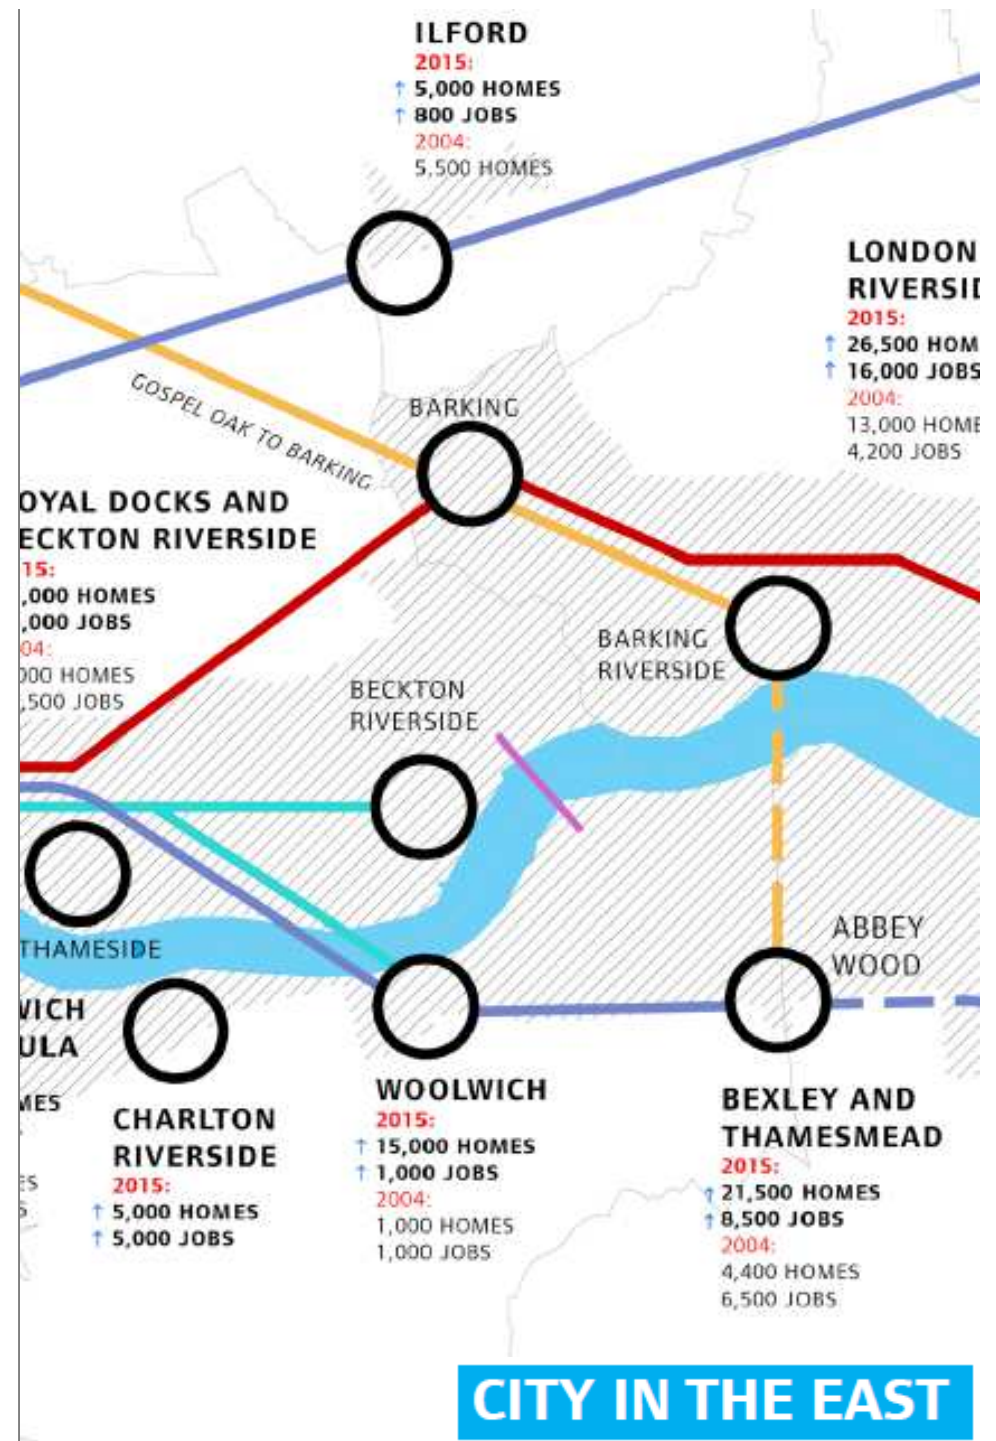 ILFORD
2015:
↑ 5,000 HOMES
↑ 800 JOBS
2004:
5,500 HOMES
LONDON
2015:
↑ 26,500 HOM
↑ 16,000 JOBS
2004:
13,000 HOME
4,200 JOBS
GOSPEL OAK TO BARKING
BARKING
OYAL DOCKS AND
ECKTON RIVERSIDE
15:
,000 HOMES
,000 JOBS
04:
000 HOMES
,500 JOBS
BARKING
RIVERSIDE
BECKTON
RIVERSIDE
THAMESIDE
ABBEY
WOOD
WICH
ULA
MES
ES
CHARLTON
RIVERSIDE
2015:
↑ 5,000 HOMES
↑ 5,000 JOBS
WOOLWICH
2015:
↑ 15,000 HOMES
↑ 1,000 JOBS
2004:
1,000 HOMES
1,000 JOBS
BEXLEY AND
THAMESMEAD
2015:
↑ 21,500 HOMES
↑ 8,500 JOBS
2004:
4,400 HOMES
6,500 JOBS
CITY IN THE EAST